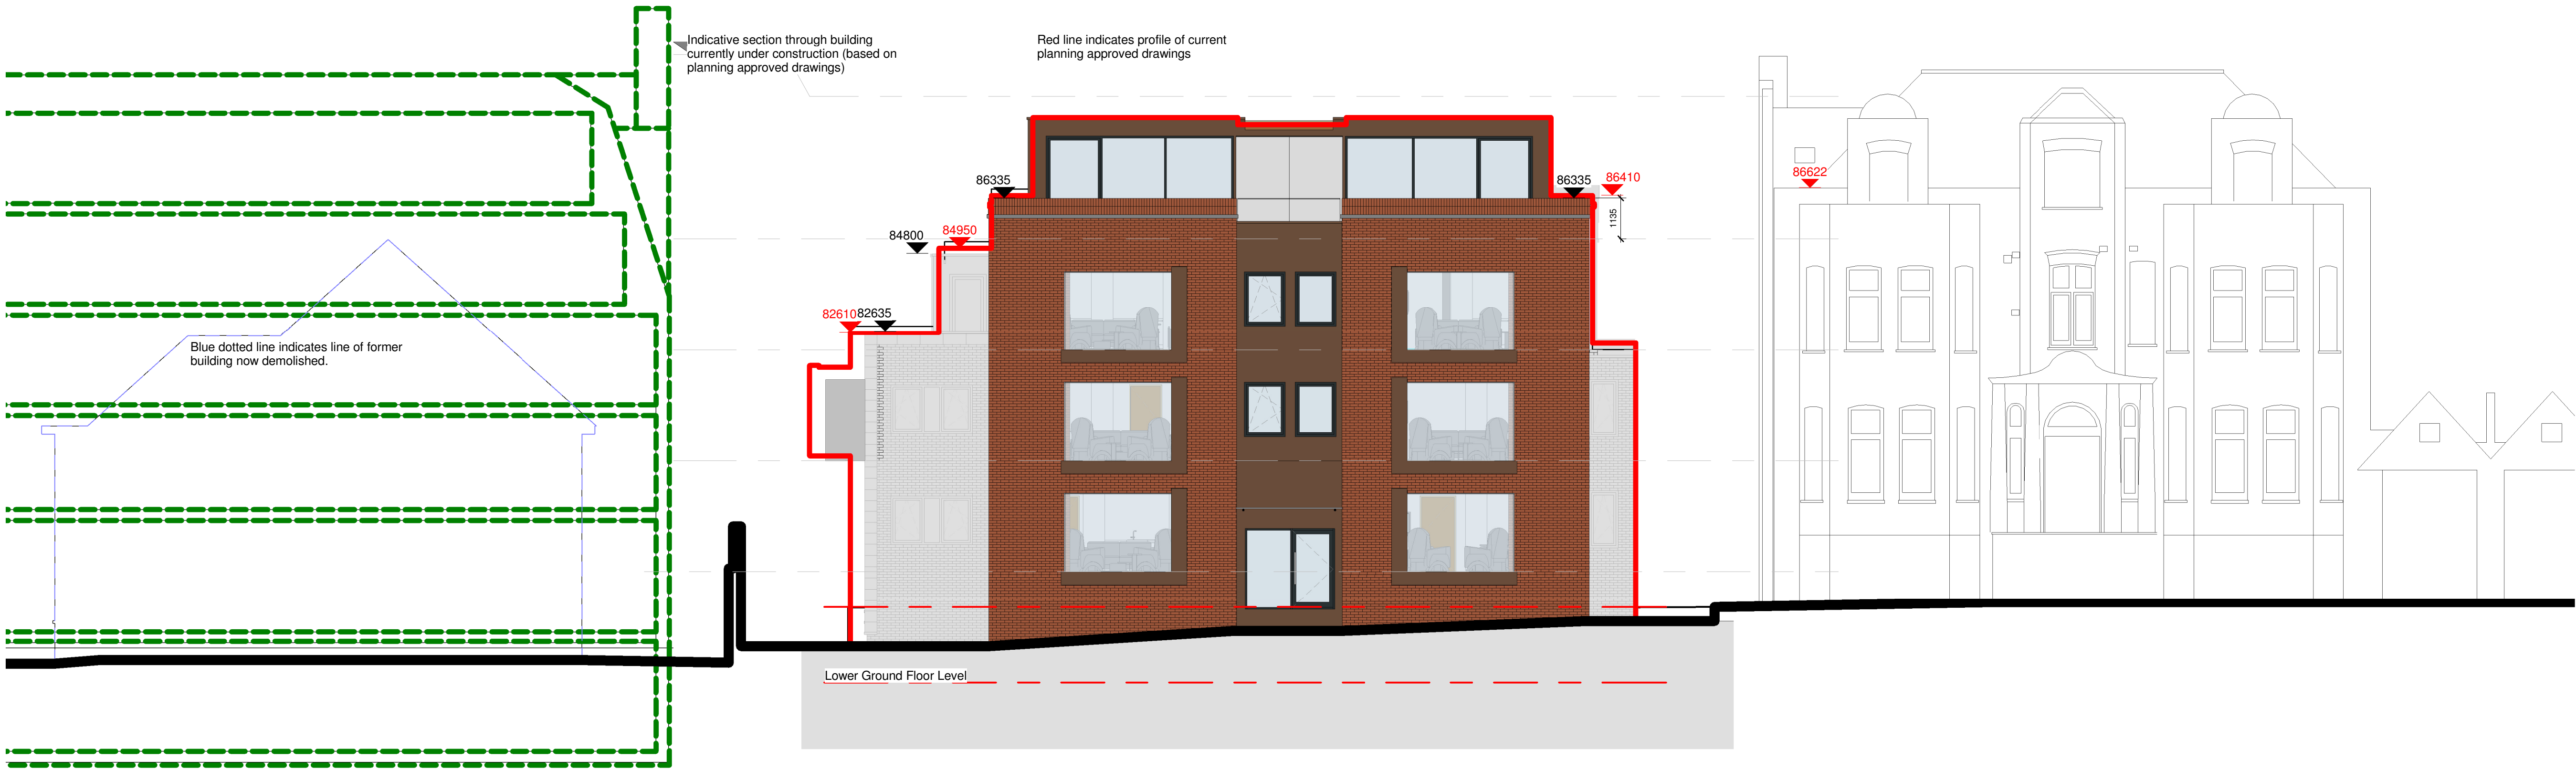 Indicative section through building
currently under construction (based on
planning approved drawings)
Red line indicates profile of current
planning approved drawings
86335
86335
86410
86622
1135
84800
84950
8261082635
Blue dotted line indicates line of former
building now demolished.
Lower Ground Floor Level